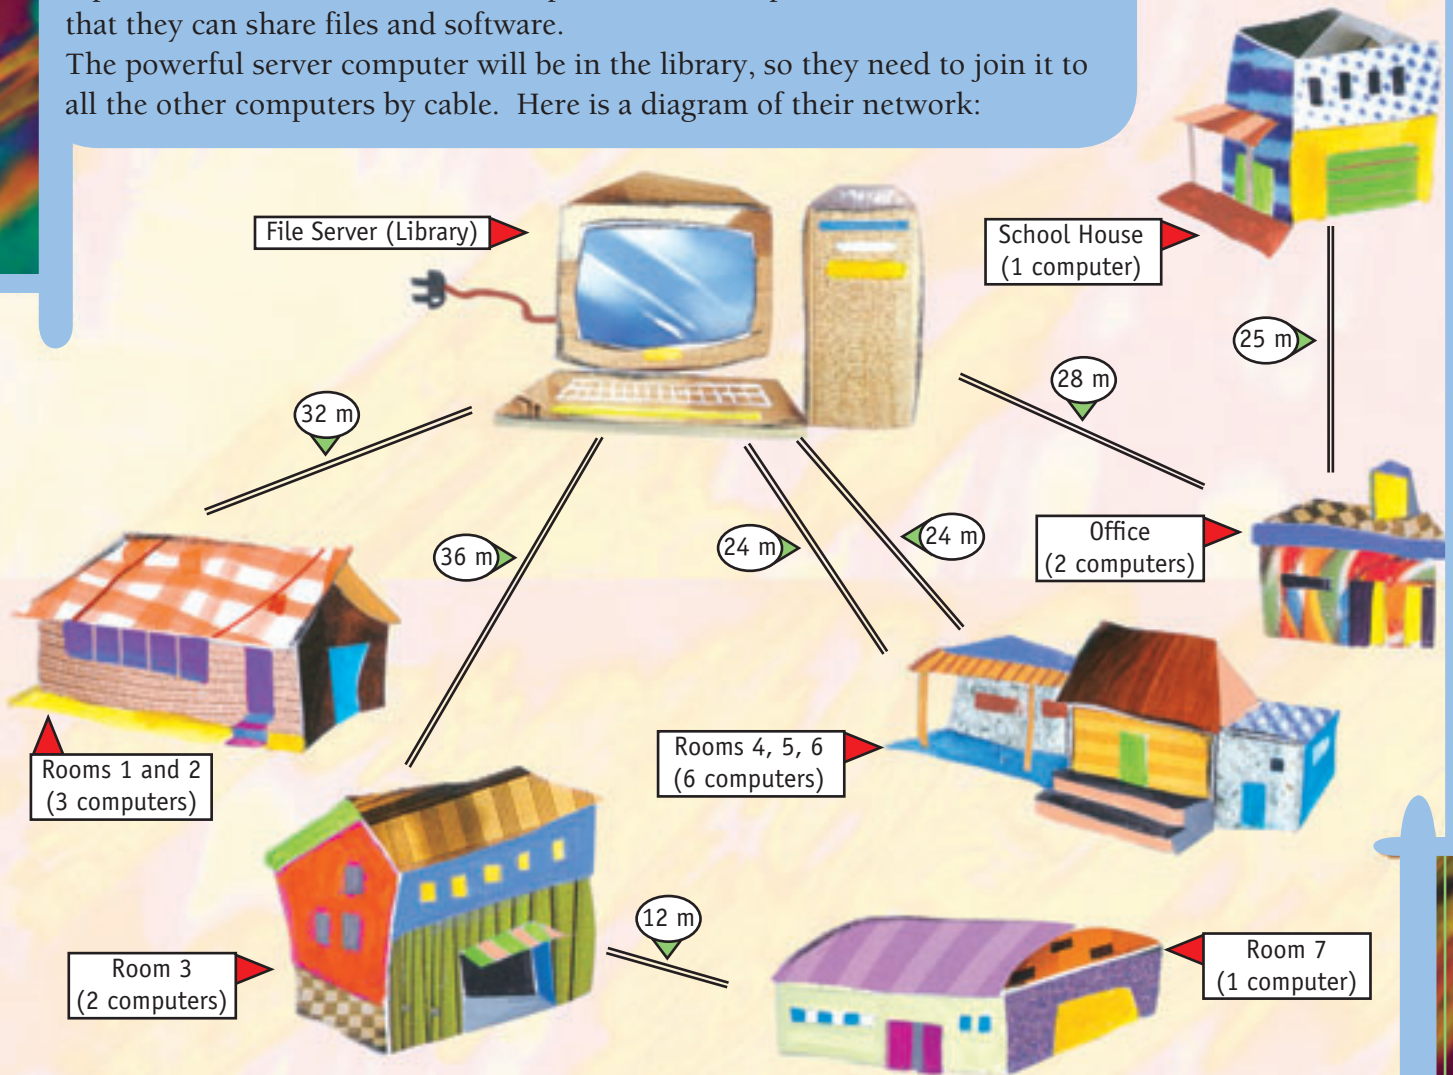 that they can share files and software.
The powerful server computer will be in the library, so they need to join it to
all the other computers by cable. Here is a diagram of their network:
File Server (Library)
School House
(1 computer)
25 m
28 m
32 m
36 m
24 m
24 m
Office
(2 computers)
Rooms 1 and 2
(3 computers)
Rooms 4, 5, 6
(6 computers)
12 m
Room 3
(2 computers)
Room 7
(1 computer)